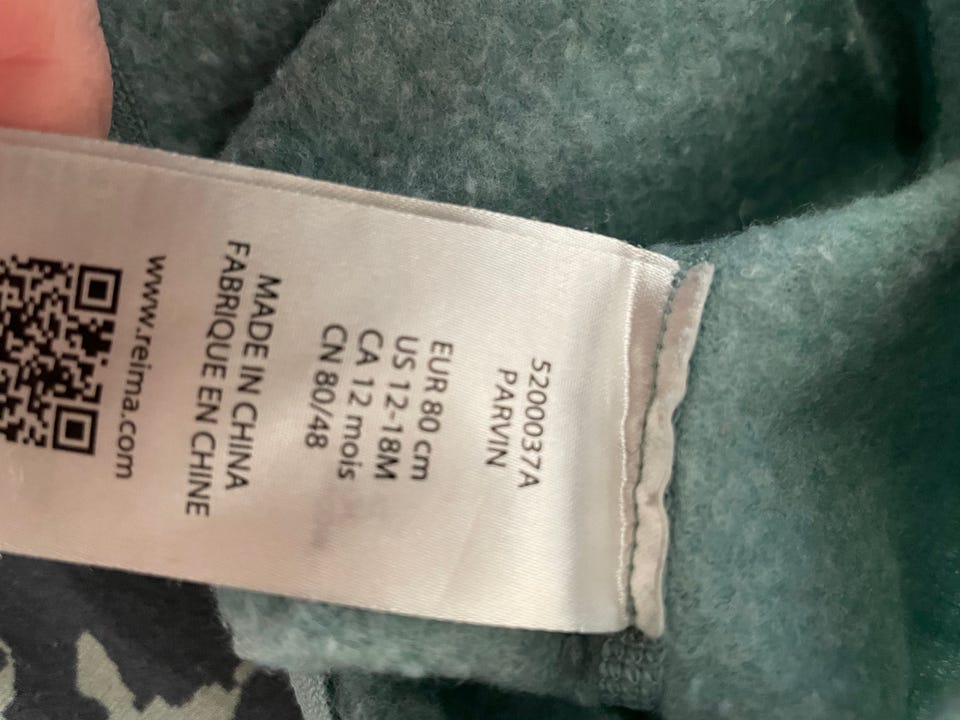 5200037A
PARVIN
EUR 80 cm
US 12-18M
CA 12 mois
CN 80/48
MADE IN CHINA
FABRIQUE EN CHINE
www.reima.com